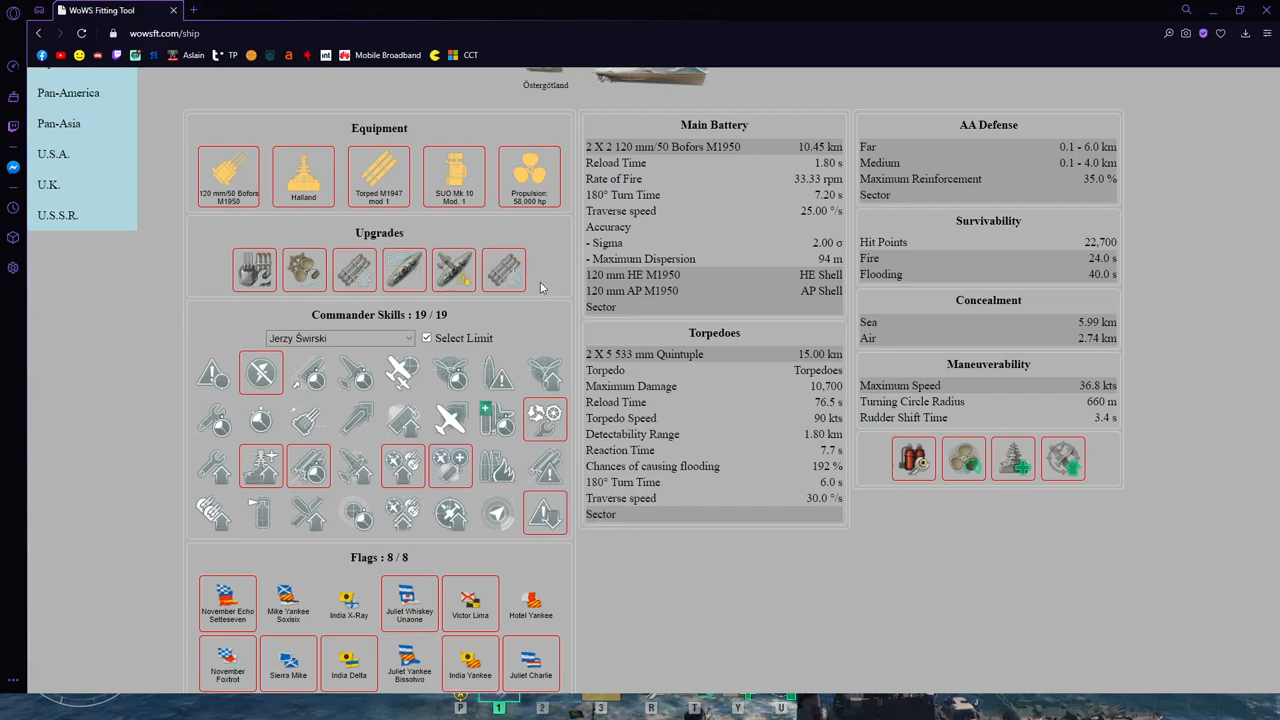 WoWS Fitting Tool
wowsft.com/ship
Aslain
TP
Mobile Broadband
CCT
Pan-America
Pan-Asia
U.S.A.
U.K.
U.S.S.R.
Östergötland
Equipment
120 mm/50 Bofors M1950
Halland
Torped M1947 mod 1
SUO Mk 10 Mod. 1
Propulsion: 58,000 hp
Upgrades
Commander Skills : 19 / 19
Jerzy Świrski
Select Limit
Flags : 8 / 8
November Echo Setteseven
Mike Yankee Soxisix
India X-Ray
Juliet Whiskey Unaone
Victor Lima
Hotel Yankee
November Foxtrot
Sierra Mike
India Delta
Juliet Yankee Bissotwo
India Yankee
Juliet Charlie
Main Battery
2 X 2 120 mm/50 Bofors M1950 10.45 km
Reload Time 1.80 s
Rate of Fire 33.33 rpm
180° Turn Time 7.20 s
Traverse speed 25.00 °/s
Accuracy
- Sigma 2.00 σ
- Maximum Dispersion 94 m
120 mm HE M1950 HE Shell
120 mm AP M1950 AP Shell
Sector
Torpedoes
2 X 5 533 mm Quintuple 15.00 km
Torpedo Torpedoes
Maximum Damage 10,700
Reload Time 76.5 s
Torpedo Speed 90 kts
Detectability Range 1.80 km
Reaction Time 7.7 s
Chances of causing flooding 192 %
180° Turn Time 6.0 s
Traverse speed 30.0 °/s
Sector
AA Defense
Far 0.1 - 6.0 km
Medium 0.1 - 4.0 km
Maximum Reinforcement 35.0 %
Sector
Survivability
Hit Points 22,700
Fire 24.0 s
Flooding 40.0 s
Concealment
Sea 5.99 km
Air 2.74 km
Maneuverability
Maximum Speed 36.8 kts
Turning Circle Radius 660 m
Rudder Shift Time 3.4 s
P 1 2 3 R T Y U